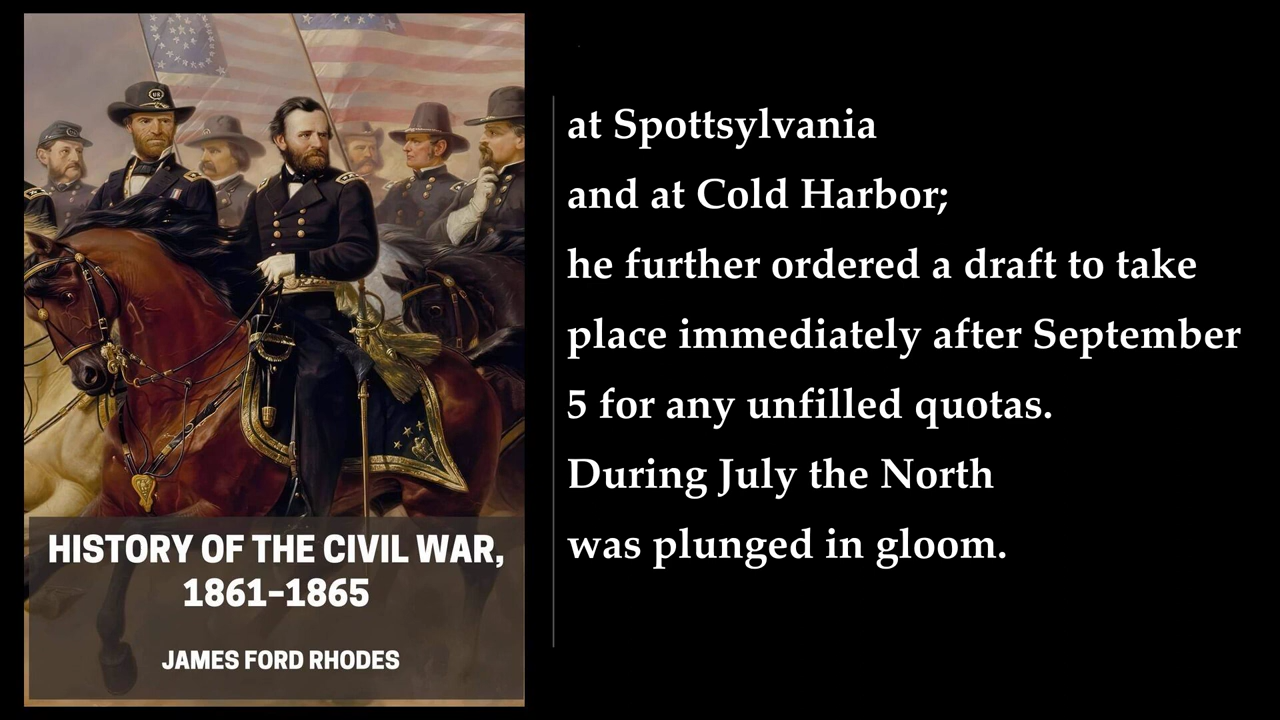 HISTORY OF THE CIVIL WAR,
1861–1865
JAMES FORD RHODES
at Spottsylvania
and at Cold Harbor;
he further ordered a draft to take
place immediately after September
5 for any unfilled quotas.
During July the North
was plunged in gloom.